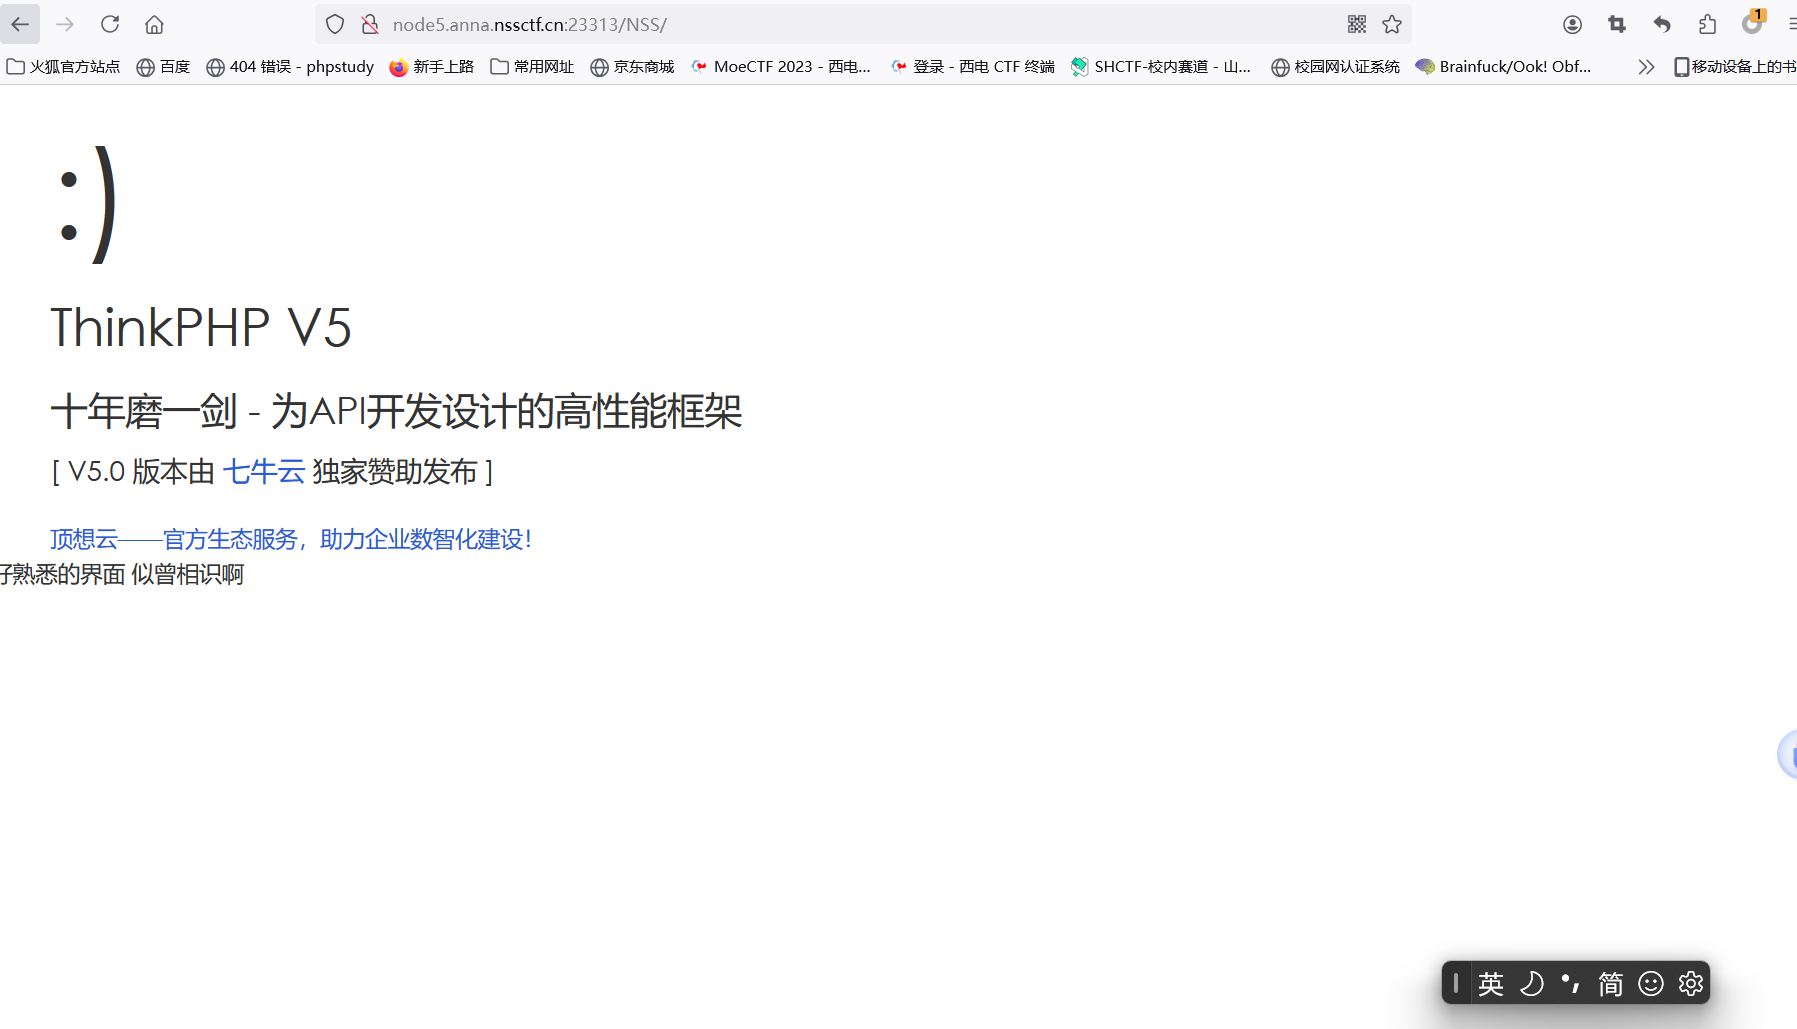 node5.anna.nssctf.cn:23313/NSS/
1
火狐官方站点 百度 404 错误 - phpstudy 新手上路 常用网址 京东商城 MoeCTF 2023 - 西电... 登录 - 西电 CTF 终端 SHCTF-校内赛道 - 山... 校园网认证系统 Brainfuck/Ook! Obf... 移动设备上的书
:)
ThinkPHP V5
十年磨一剑 - 为API开发设计的高性能框架
[ V5.0 版本由 七牛云 独家赞助发布 ]
顶想云——官方生态服务，助力企业数智化建设！
好熟悉的界面 似曾相识啊
英 简